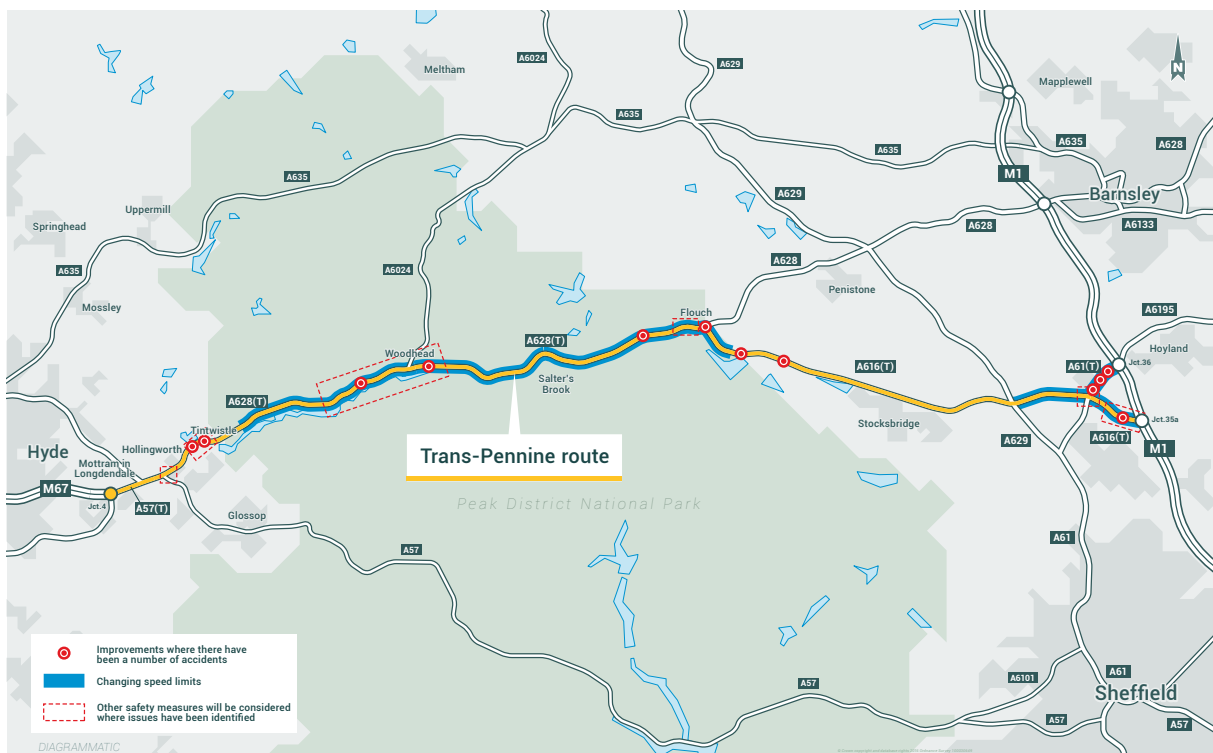 A6024
A629
N
Meltham
Mapplewell
A635
A635
A628
A635
M1
A635
A629
Barnsley
Uppermill
Springhead
A628
A6133
A628
A635
A6024
Penistone
Mossley
A6195
Flouch
Hoyland
A628(T)
Woodhead
Jct.36
A61(T)
A616(T)
Salter's
Brook
A628(T)
Jct.35a
Tintwistle
Stocksbridge
A616(T)
A629
M1
Hyde
Hollingworth
Trans-Pennine route
Mottram in
Longdendale
M67
Jct.4
A57(T)
Peak District National Park
Glossop
A61
A57
Improvements where there have
been a number of accidents
Changing speed limits
Other safety measures will be considered
where issues have been identified
A61
A6101
A57
Sheffield
A57
A57
DIAGRAMMATIC